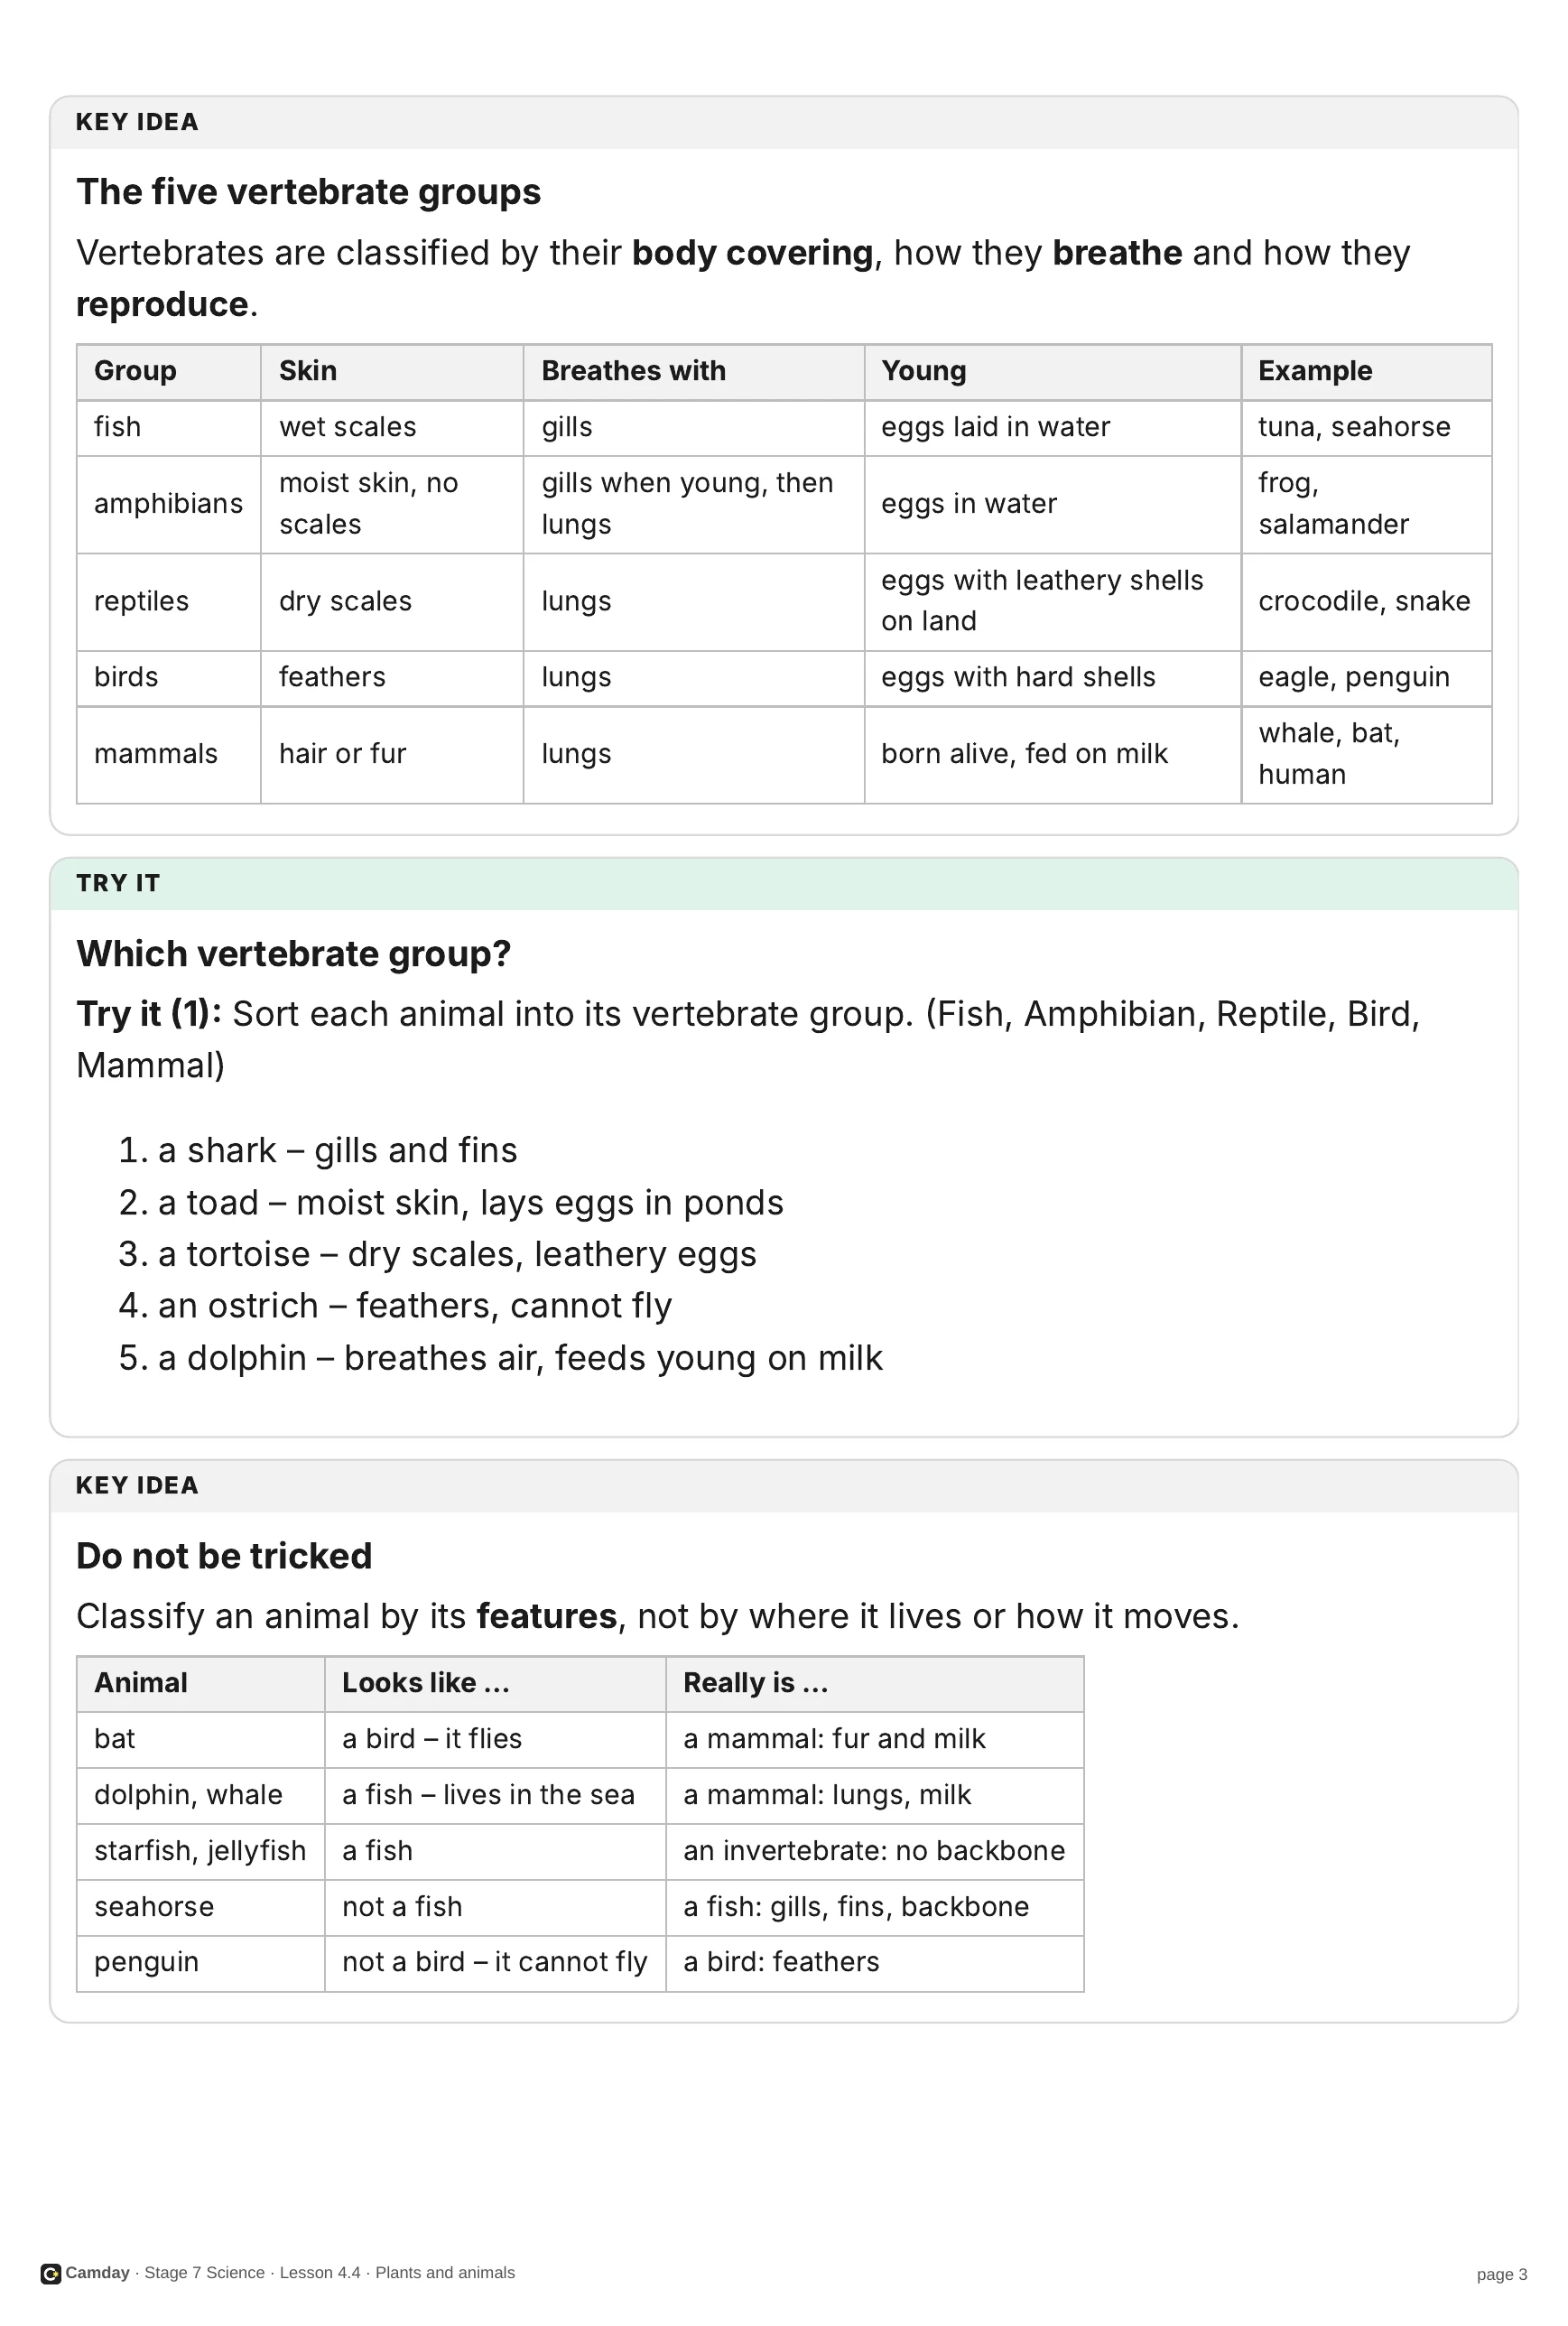 KEY IDEA
The five vertebrate groups
Vertebrates are classified by their body covering, how they breathe and how they
reproduce.
Group Skin Breathes with Young Example
fish wet scales gills eggs laid in water tuna, seahorse
amphibians moist skin, no scales gills when young, then lungs eggs in water frog, salamander
reptiles dry scales lungs eggs with leathery shells on land crocodile, snake
birds feathers lungs eggs with hard shells eagle, penguin
mammals hair or fur lungs born alive, fed on milk whale, bat, human
TRY IT
Which vertebrate group?
Try it (1): Sort each animal into its vertebrate group. (Fish, Amphibian, Reptile, Bird,
Mammal)
1. a shark – gills and fins
2. a toad – moist skin, lays eggs in ponds
3. a tortoise – dry scales, leathery eggs
4. an ostrich – feathers, cannot fly
5. a dolphin – breathes air, feeds young on milk
KEY IDEA
Do not be tricked
Classify an animal by its features, not by where it lives or how it moves.
Animal Looks like ... Really is ...
bat a bird – it flies a mammal: fur and milk
dolphin, whale a fish – lives in the sea a mammal: lungs, milk
starfish, jellyfish a fish an invertebrate: no backbone
seahorse not a fish a fish: gills, fins, backbone
penguin not a bird – it cannot fly a bird: feathers
Camday · Stage 7 Science · Lesson 4.4 · Plants and animals page 3